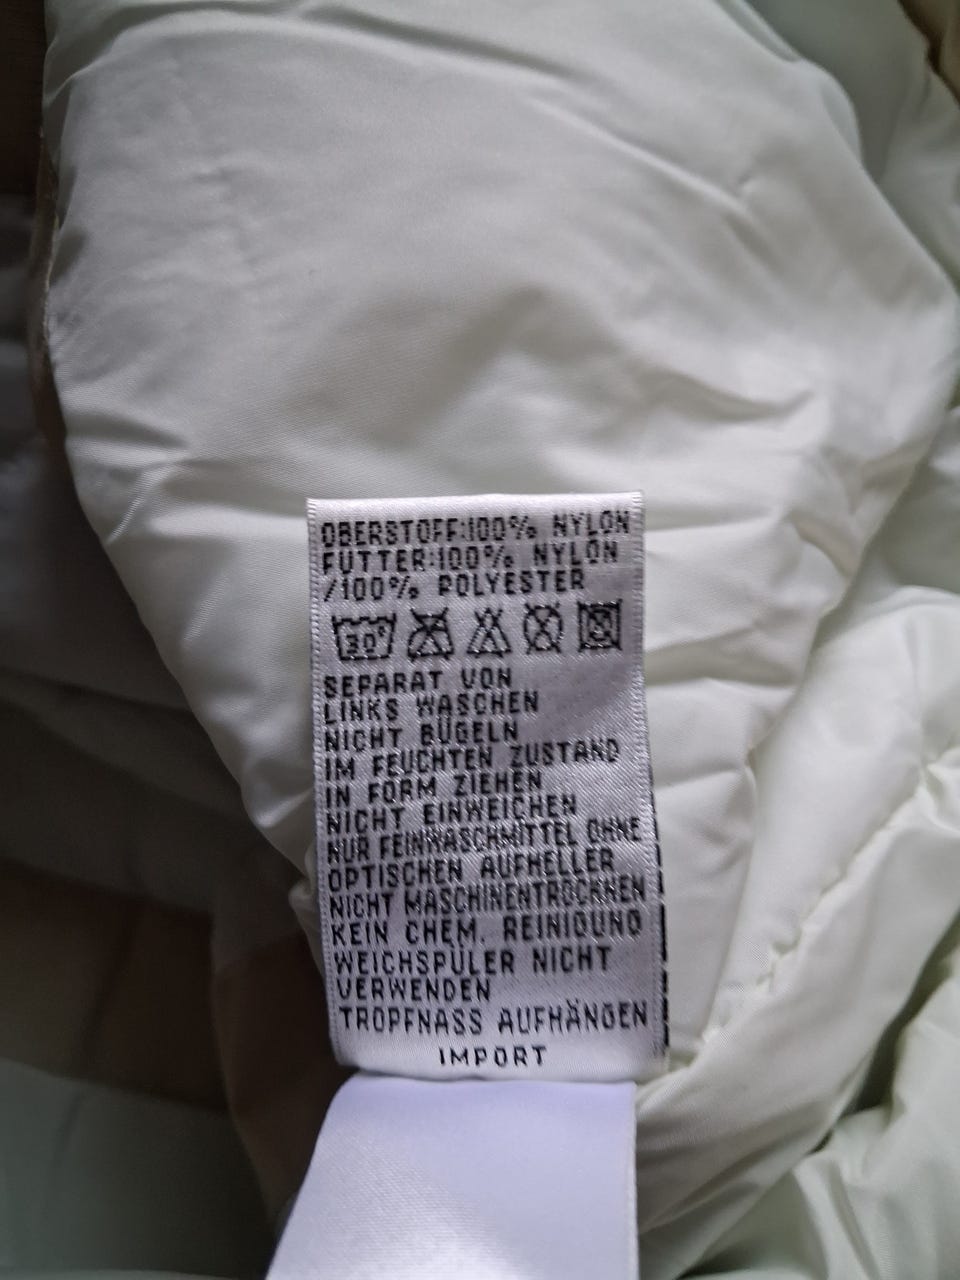 OBERSTOFF:100% NYLON
FUTTER:100% NYLON
/100% POLYESTER
30°
SEPARAT VON
LINKS WASCHEN
NICHT BÜGELN
IM FEUCHTEN ZUSTAND
IN FORM ZIEHEN
NICHT EINWEICHEN
NUR FEINWASCHMITTEL OHNE
OPTISCHEN AUFHELLER
NICHT MASCHINENTROCKNEN
KEIN CHEM. REINIGUNG
WEICHSPÜLER NICHT
VERWENDEN
TROPFNASS AUFHÄNGEN
IMPORT